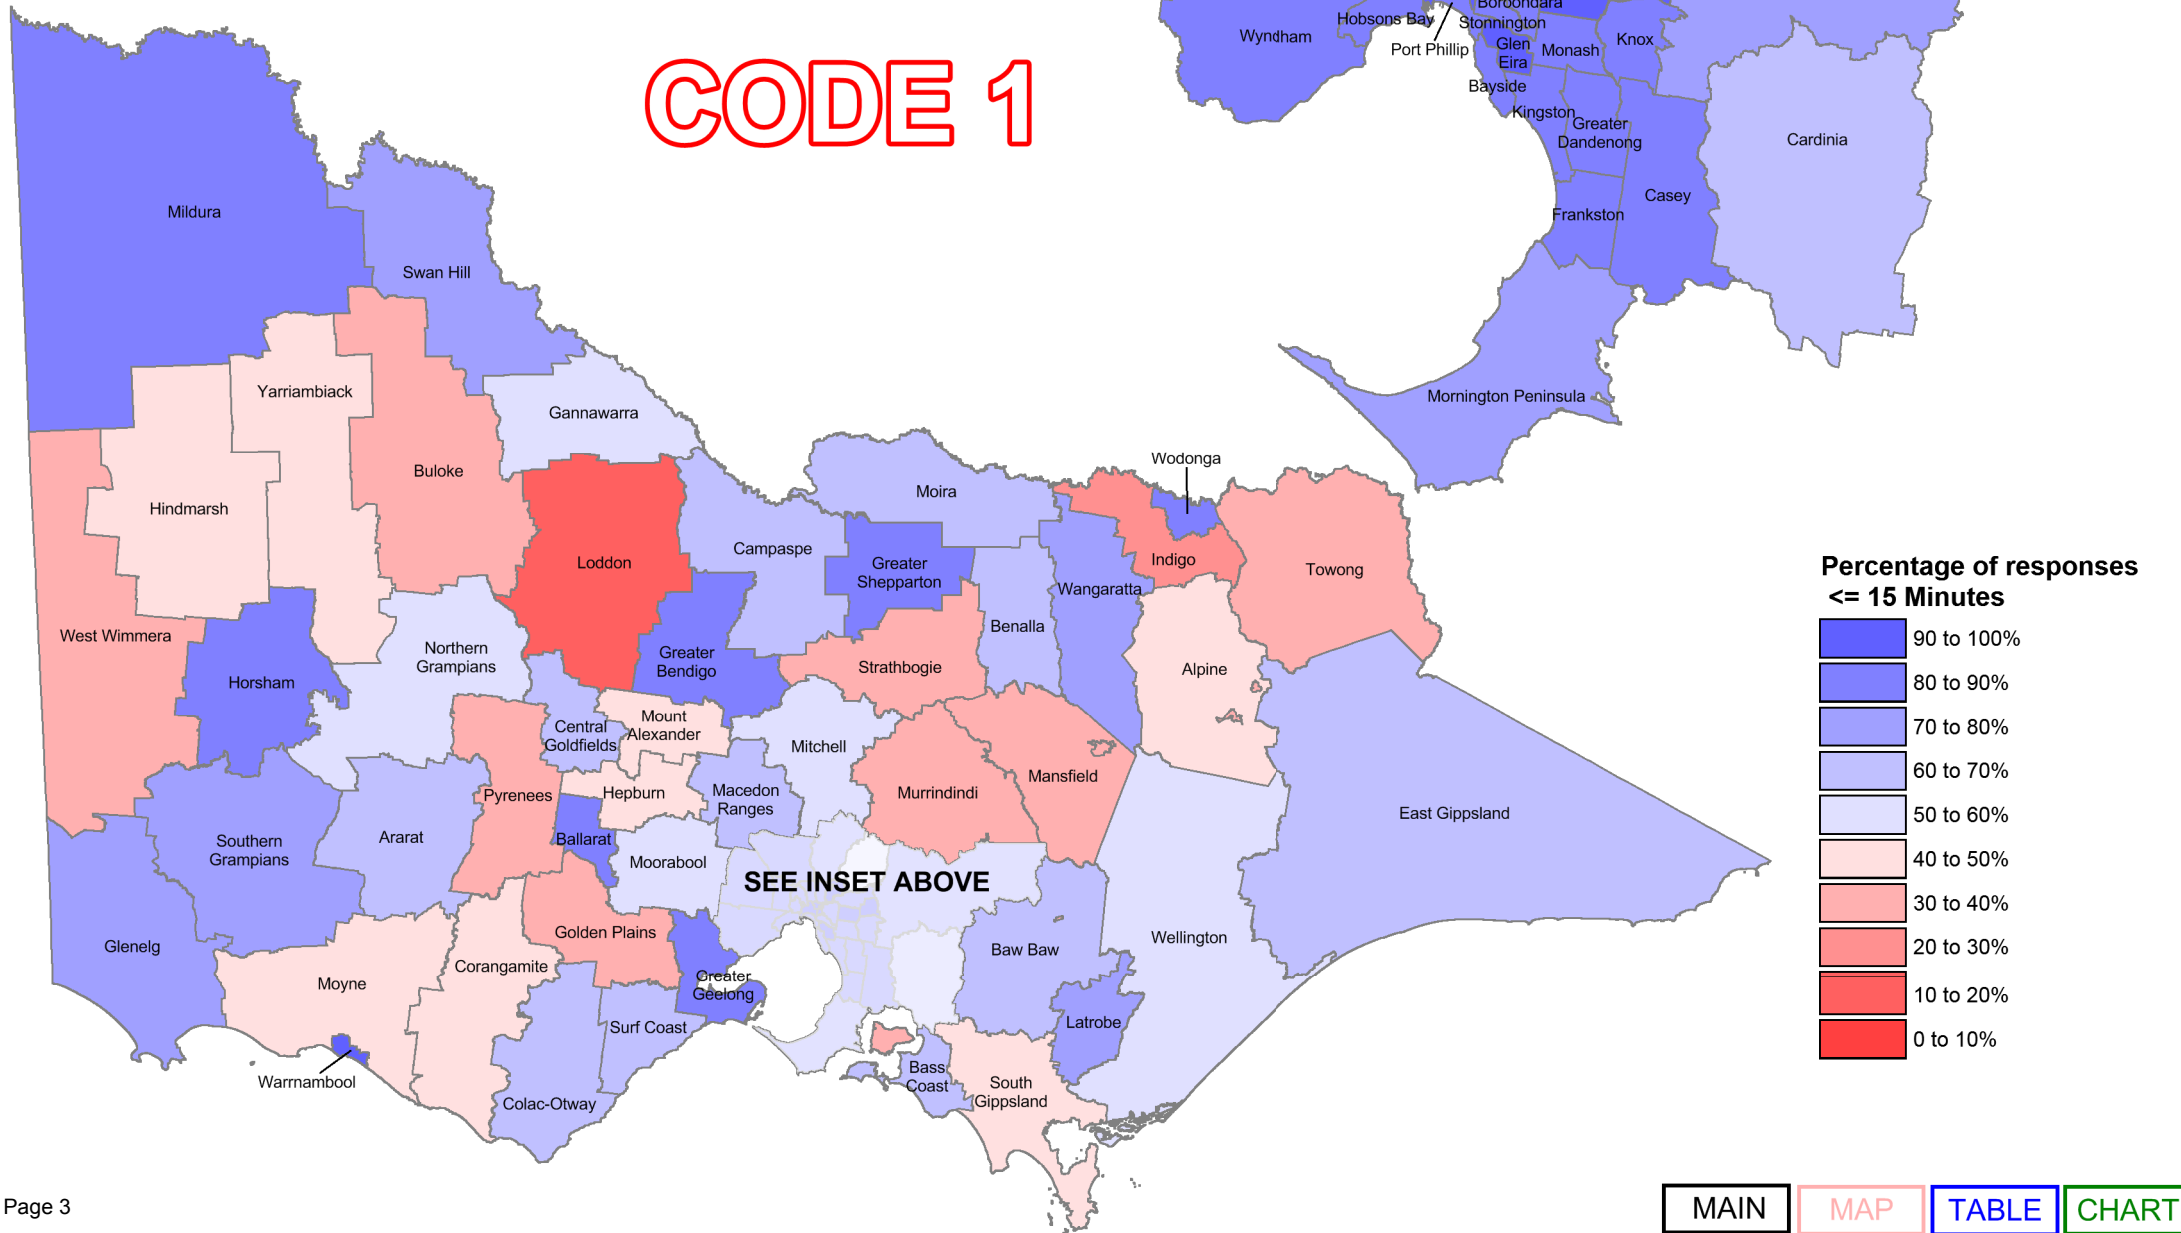 Boroondara
Hobsons Bay
Stonnington
Wyndham
Port Phillip
Glen
Eira
Monash
Knox
Bayside
Kingston
Greater
Dandenong
Cardinia
Casey
Frankston
Mornington Peninsula
CODE 1
Mildura
Swan Hill
Yarriambiack
Gannawarra
Buloke
Hindmarsh
Loddon
Campaspe
Moira
Wodonga
Greater
Shepparton
Indigo
Towong
Wangaratta
West Wimmera
Horsham
Northern
Grampians
Greater
Bendigo
Strathbogie
Benalla
Alpine
Central
Goldfields
Mount
Alexander
Mitchell
Mansfield
Murrindindi
Pyrenees
Hepburn
Macedon
Ranges
East Gippsland
Southern
Grampians
Ararat
Ballarat
Moorabool
SEE INSET ABOVE
Glenelg
Golden Plains
Moyne
Corangamite
Greater
Geelong
Baw Baw
Wellington
Surf Coast
Latrobe
Warrnambool
Colac-Otway
Bass
Coast
South
Gippsland
Percentage of responses
<= 15 Minutes
90 to 100%
80 to 90%
70 to 80%
60 to 70%
50 to 60%
40 to 50%
30 to 40%
20 to 30%
10 to 20%
0 to 10%
Page 3
MAIN
MAP
TABLE
CHART